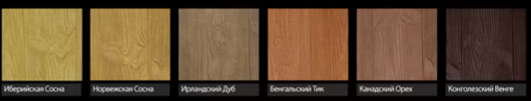 Иберийская Сосна
Норвежская Сосна
Ирландский Дуб
Бенгальский Тик
Канадский Орех
Конголезский Венге